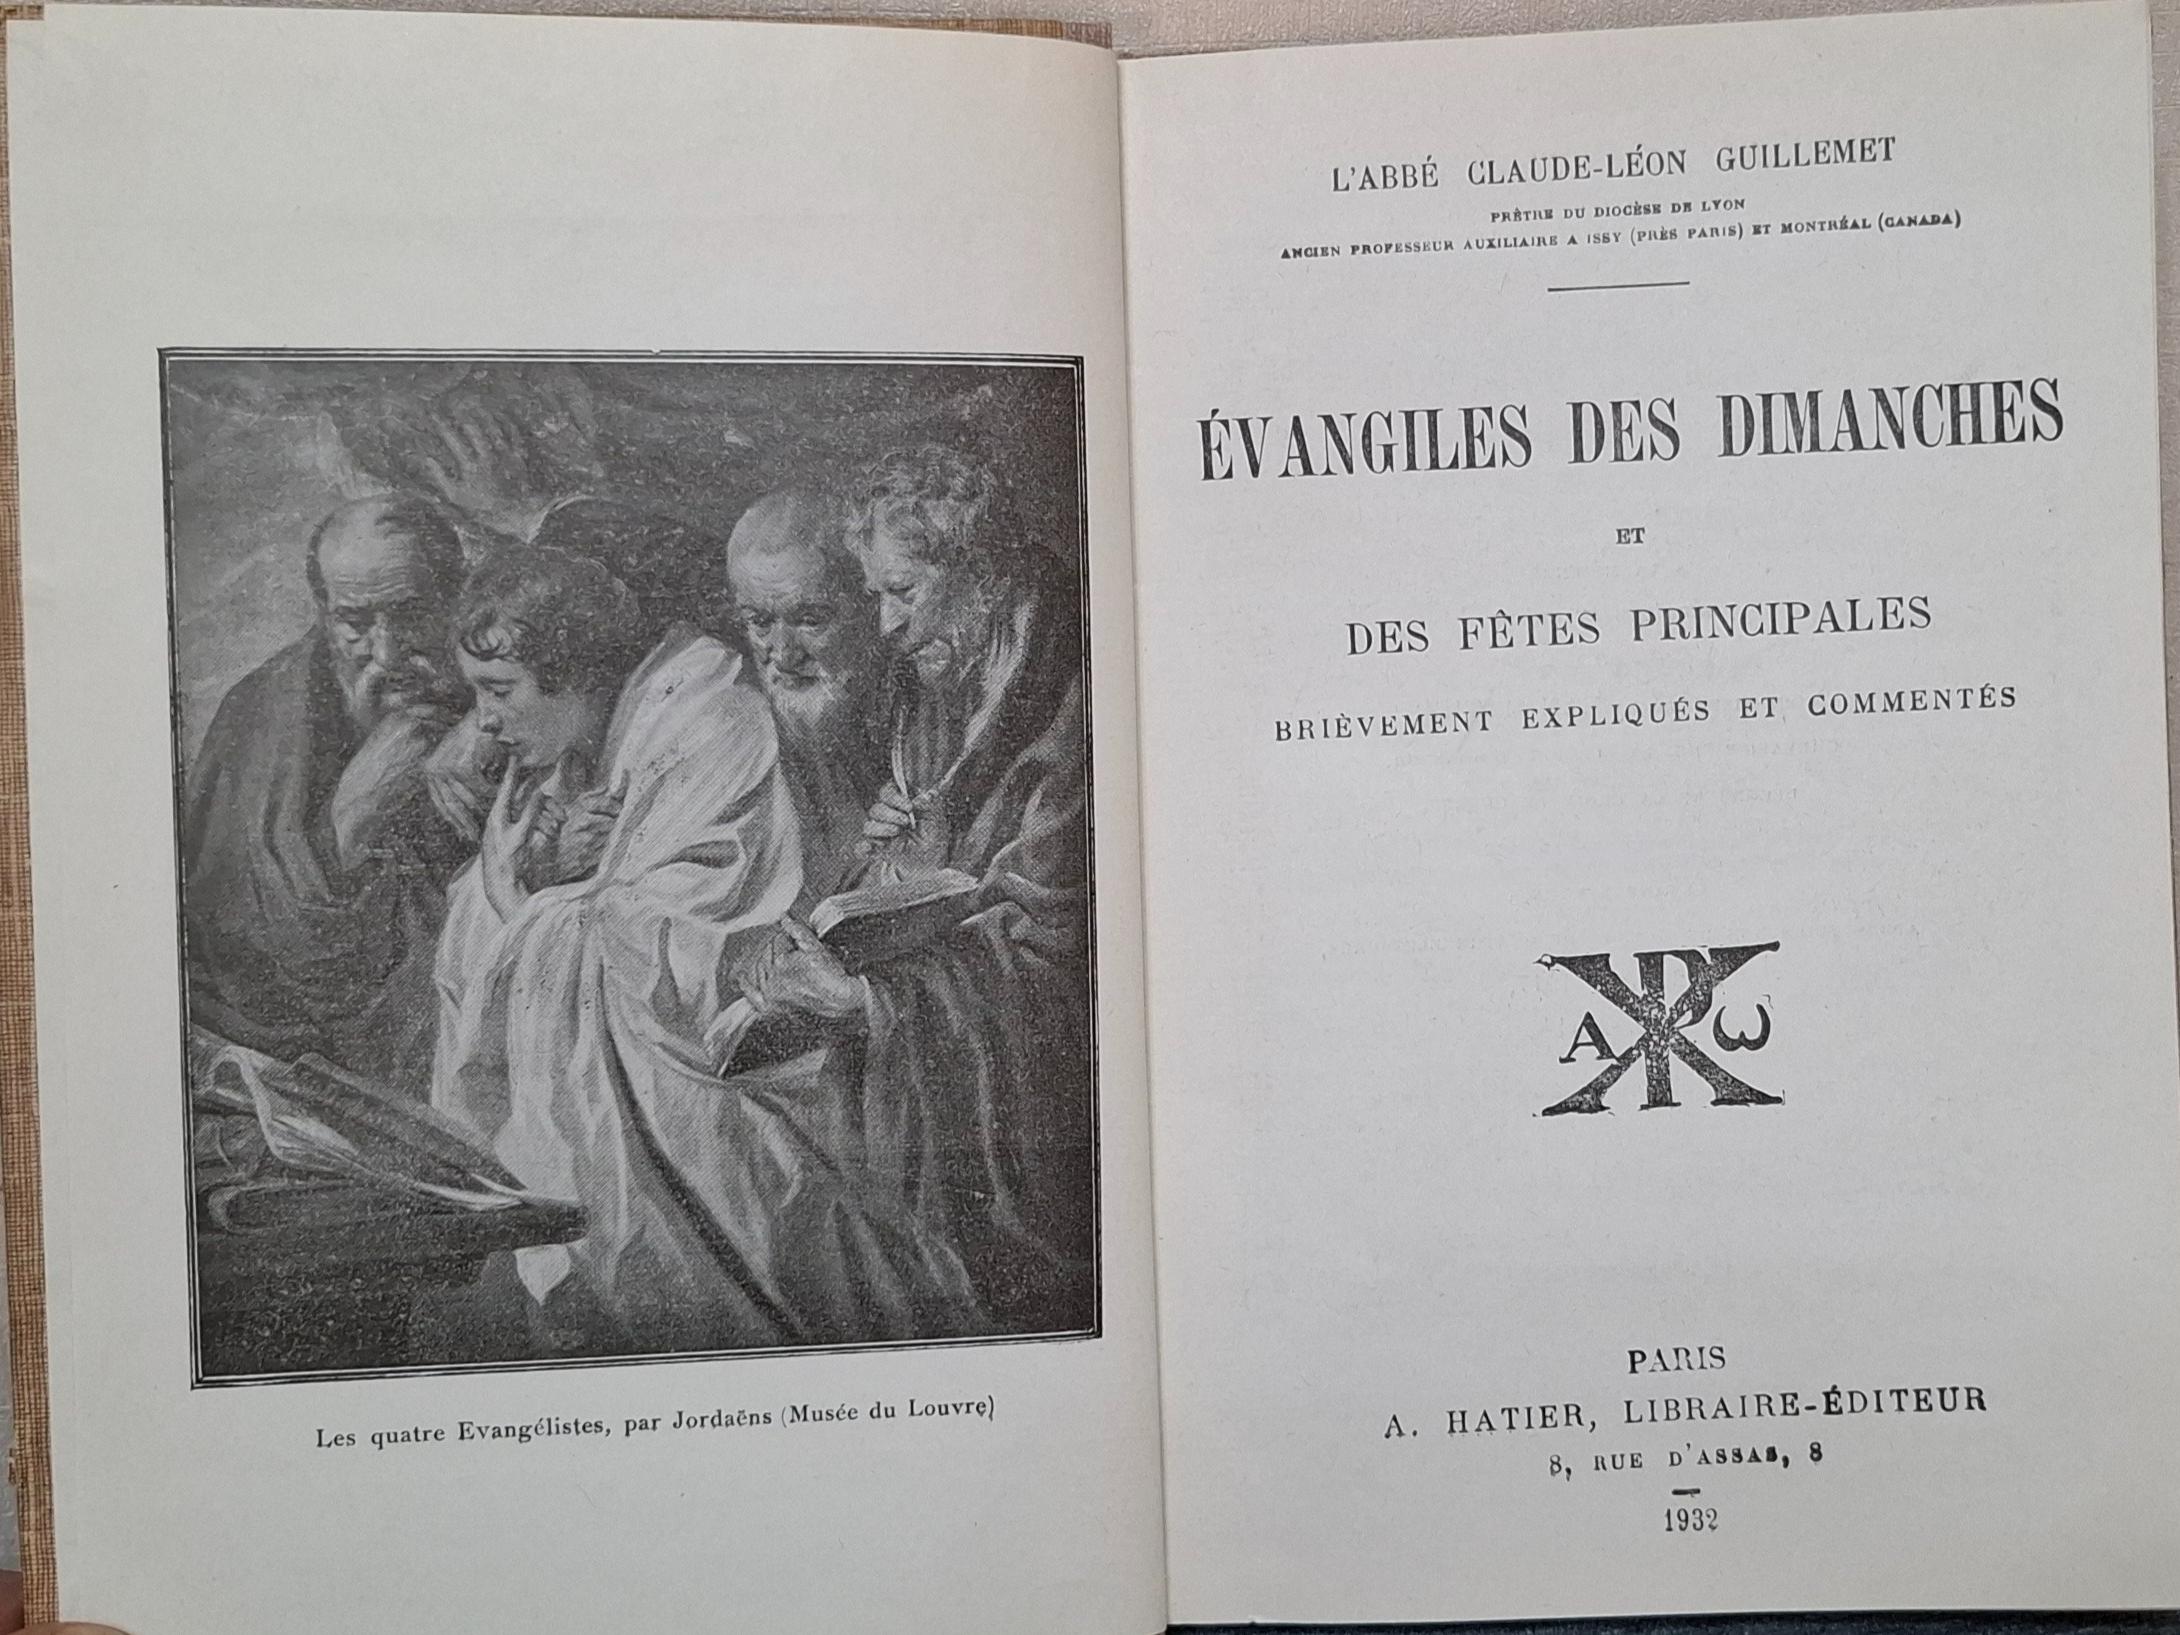 Les quatre Evangélistes, par Jordaëns (Musée du Louvre)
L'ABBÉ CLAUDE-LÉON GUILLEMET
PRÊTRE DU DIOCÈSE DE LYON
ANCIEN PROFESSEUR AUXILIAIRE A ISSY (PRÈS PARIS) ET MONTRÉAL (CANADA)
ÉVANGILES DES DIMANCHES
ET
DES FÊTES PRINCIPALES
BRIÈVEMENT EXPLIQUÉS ET COMMENTÉS
A ω
PARIS
A. HATIER, LIBRAIRE-ÉDITEUR
8, RUE D'ASSAS, 8
1932